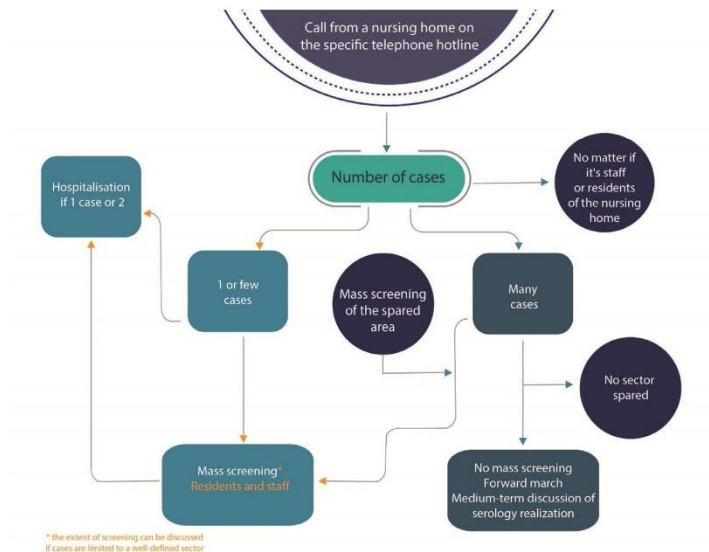 Call from a nursing home on
the specific telephone hotline
Number of cases
No matter if
it's staff
or residents
of the nursing
home
Hospitalisation
if 1 case or 2
1 or few
cases
Mass screening
of the spared
area
Many
cases
No sector
spared
Mass screening*
Residents and staff
No mass screening
Forward march
Medium-term discussion of
serology realization
* the extent of screening can be discussed
if cases are limited to a well-defined sector